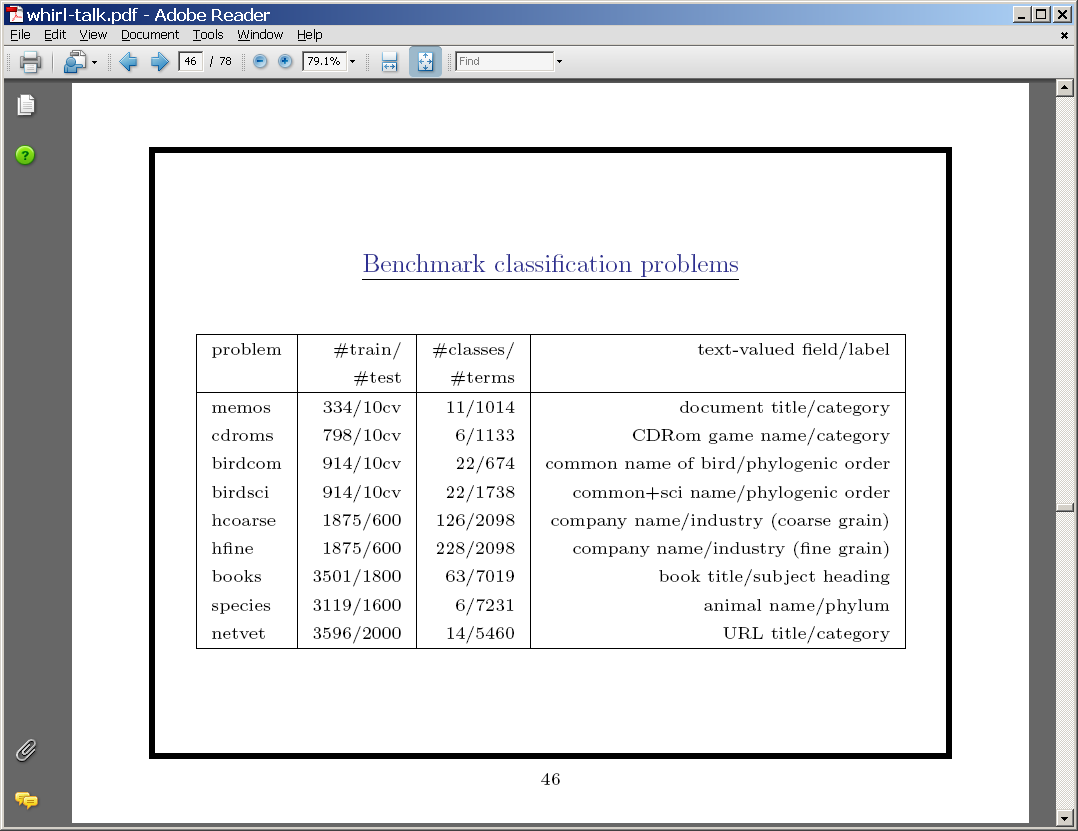 whirl-talk.pdf - Adobe Reader
File Edit View Document Tools Window Help
46 / 78 79.1% Find
Benchmark classification problems
problem #train/ #classes/ text-valued field/label
#test #terms
memos 334/10cv 11/1014 document title/category
cdroms 798/10cv 6/1133 CDRom game name/category
birdcom 914/10cv 22/674 common name of bird/phylogenic order
birdsci 914/10cv 22/1738 common+sci name/phylogenic order
hcoarse 1875/600 126/2098 company name/industry (coarse grain)
hfine 1875/600 228/2098 company name/industry (fine grain)
books 3501/1800 63/7019 book title/subject heading
species 3119/1600 6/7231 animal name/phylum
netvet 3596/2000 14/5460 URL title/category
46